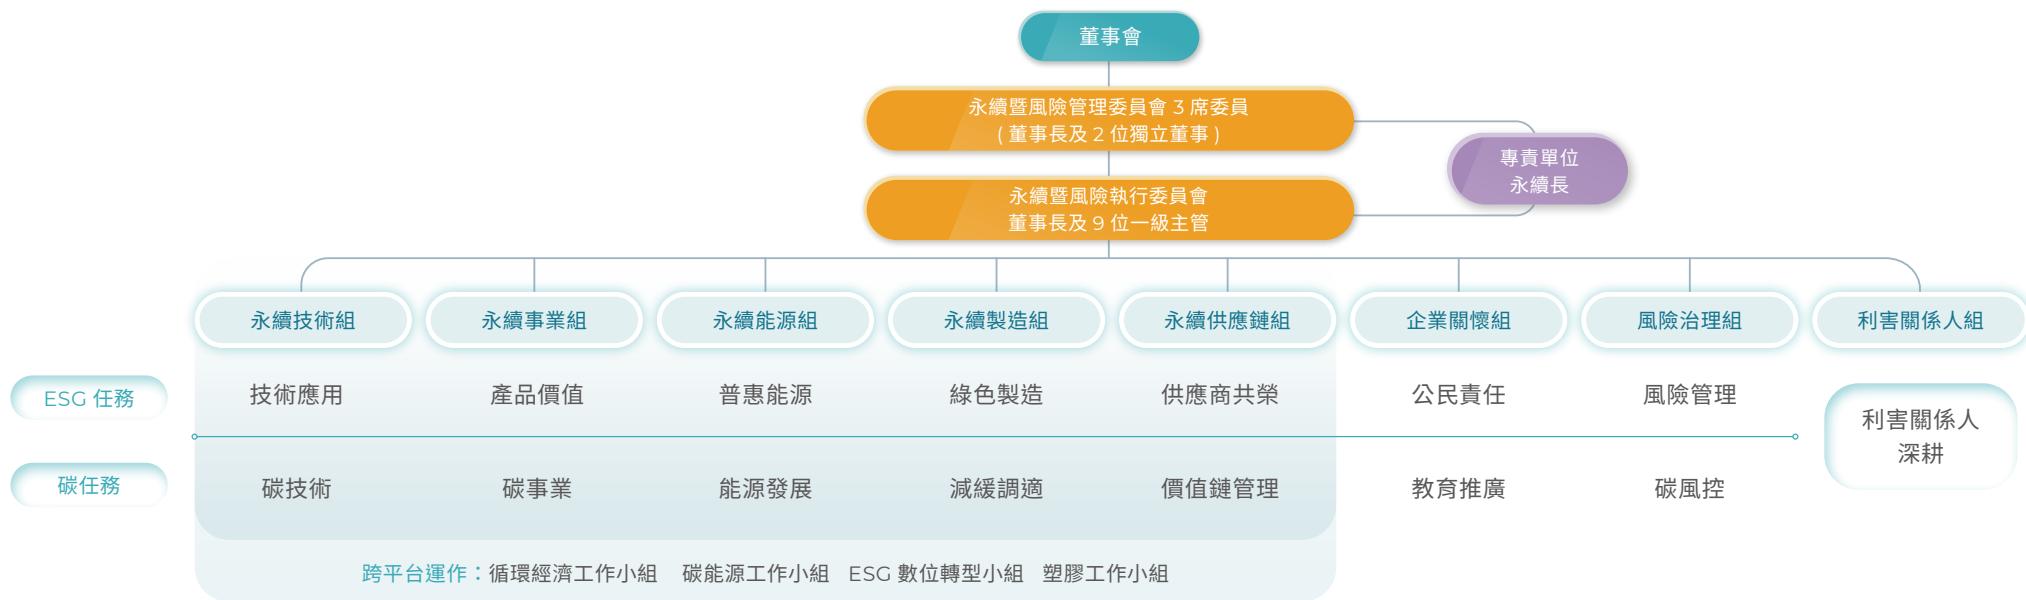 董事會
永續暨風險管理委員會 3 席委員
( 董事長及 2 位獨立董事 )
專責單位
永續長
永續暨風險執行委員會
董事長及 9 位一級主管
永續技術組 永續事業組 永續能源組 永續製造組 永續供應鏈組 企業關懷組 風險治理組 利害關係人組
ESG 任務 技術應用 產品價值 普惠能源 綠色製造 供應商共榮 公民責任 風險管理
利害關係人
深耕
碳任務 碳技術 碳事業 能源發展 減緩調適 價值鏈管理 教育推廣 碳風控
跨平台運作：循環經濟工作小組 碳能源工作小組 ESG 數位轉型小組 塑膠工作小組